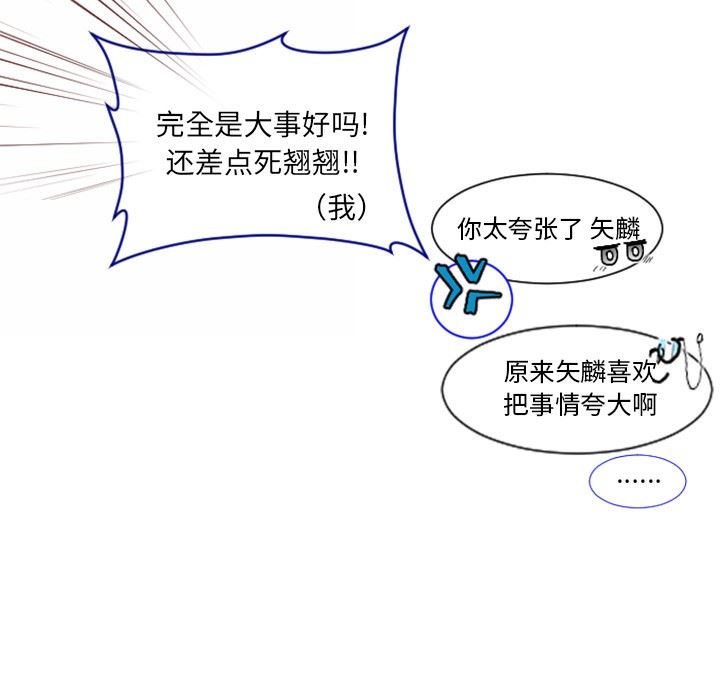 完全是大事好吗!
还差点死翘翘!!
（我）
你太夸张了 矢麟
原来矢麟喜欢
把事情夸大啊
······